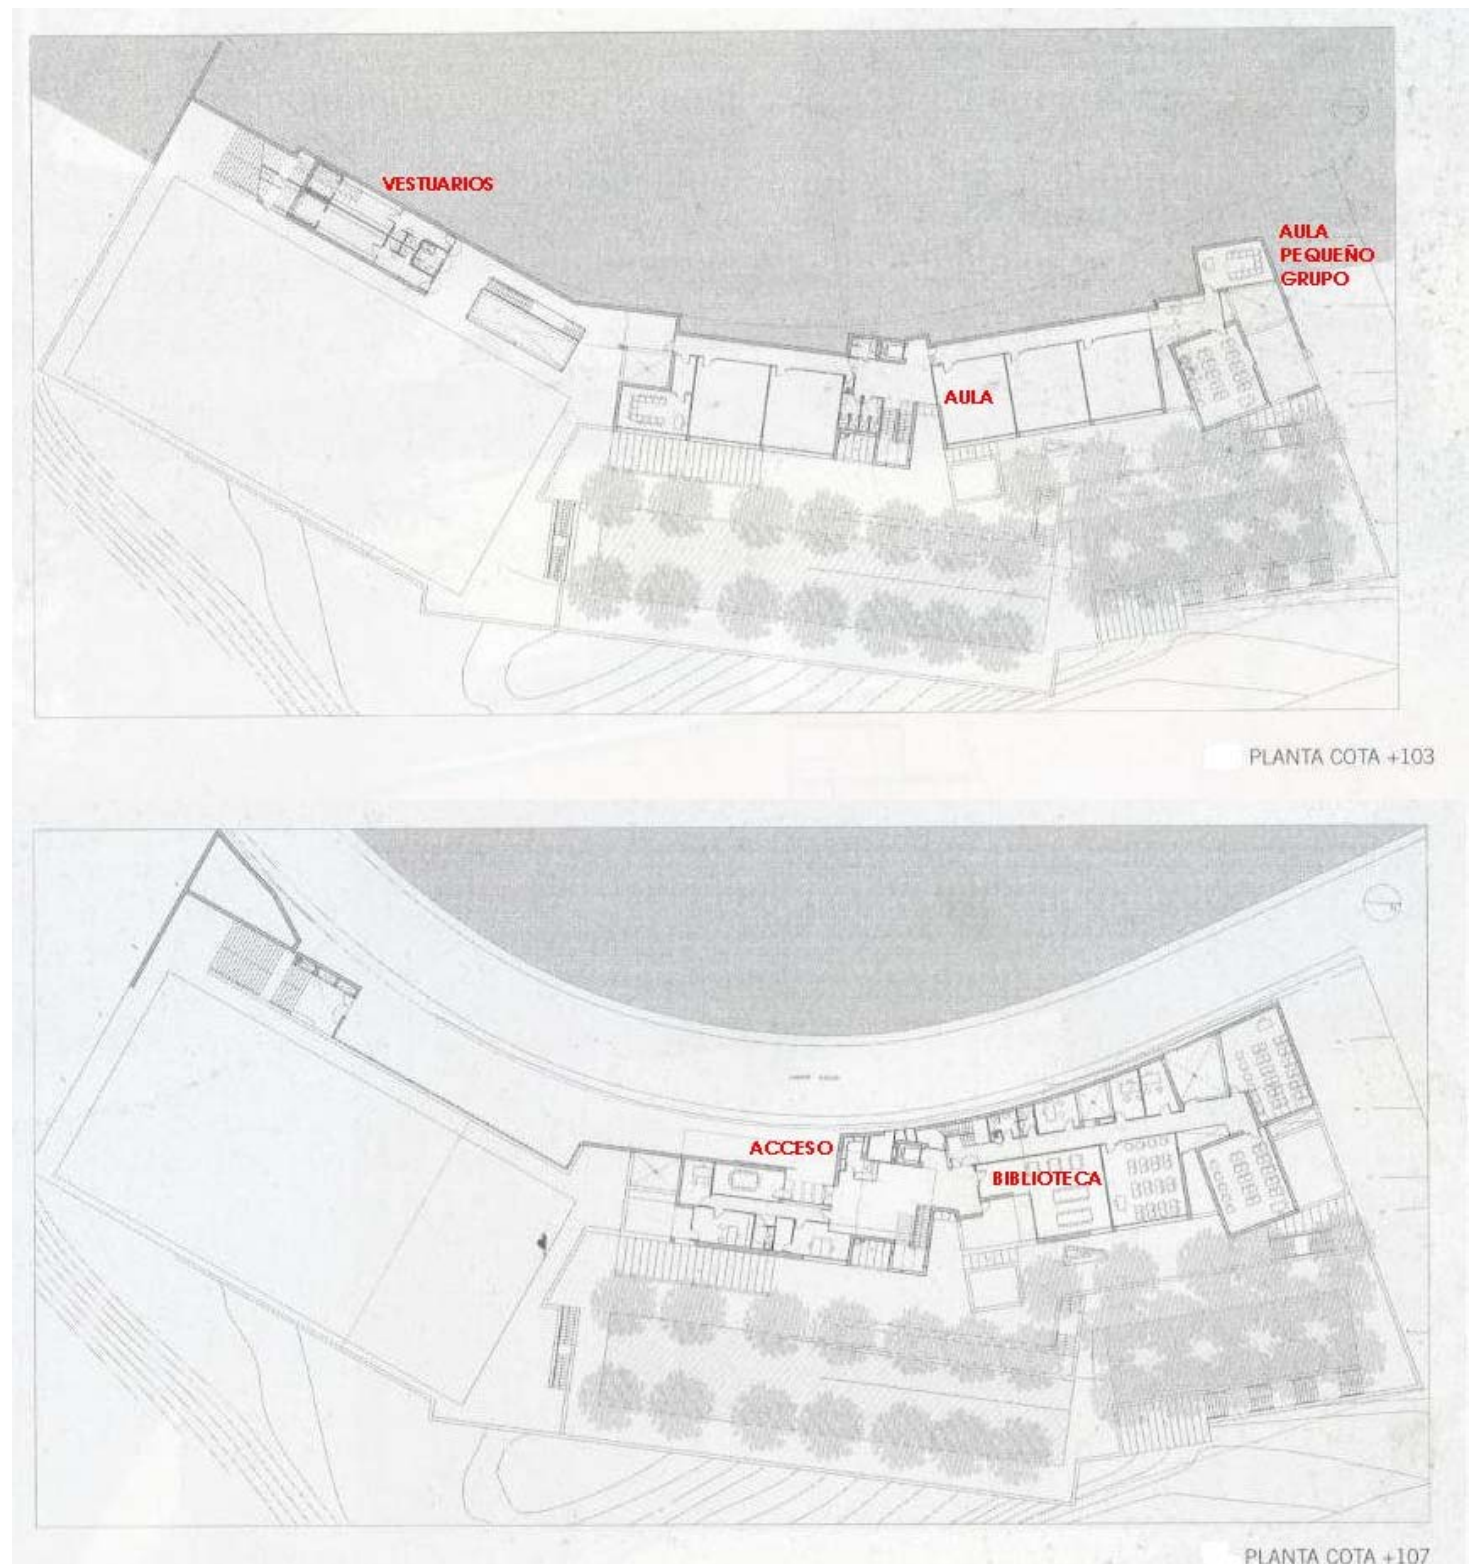 VESTUARIOS
AULA
PEQUEÑO
GRUPO
AULA
PLANTA COTA +103
ACCESO
BIBLIOTECA
PLANTA COTA +107